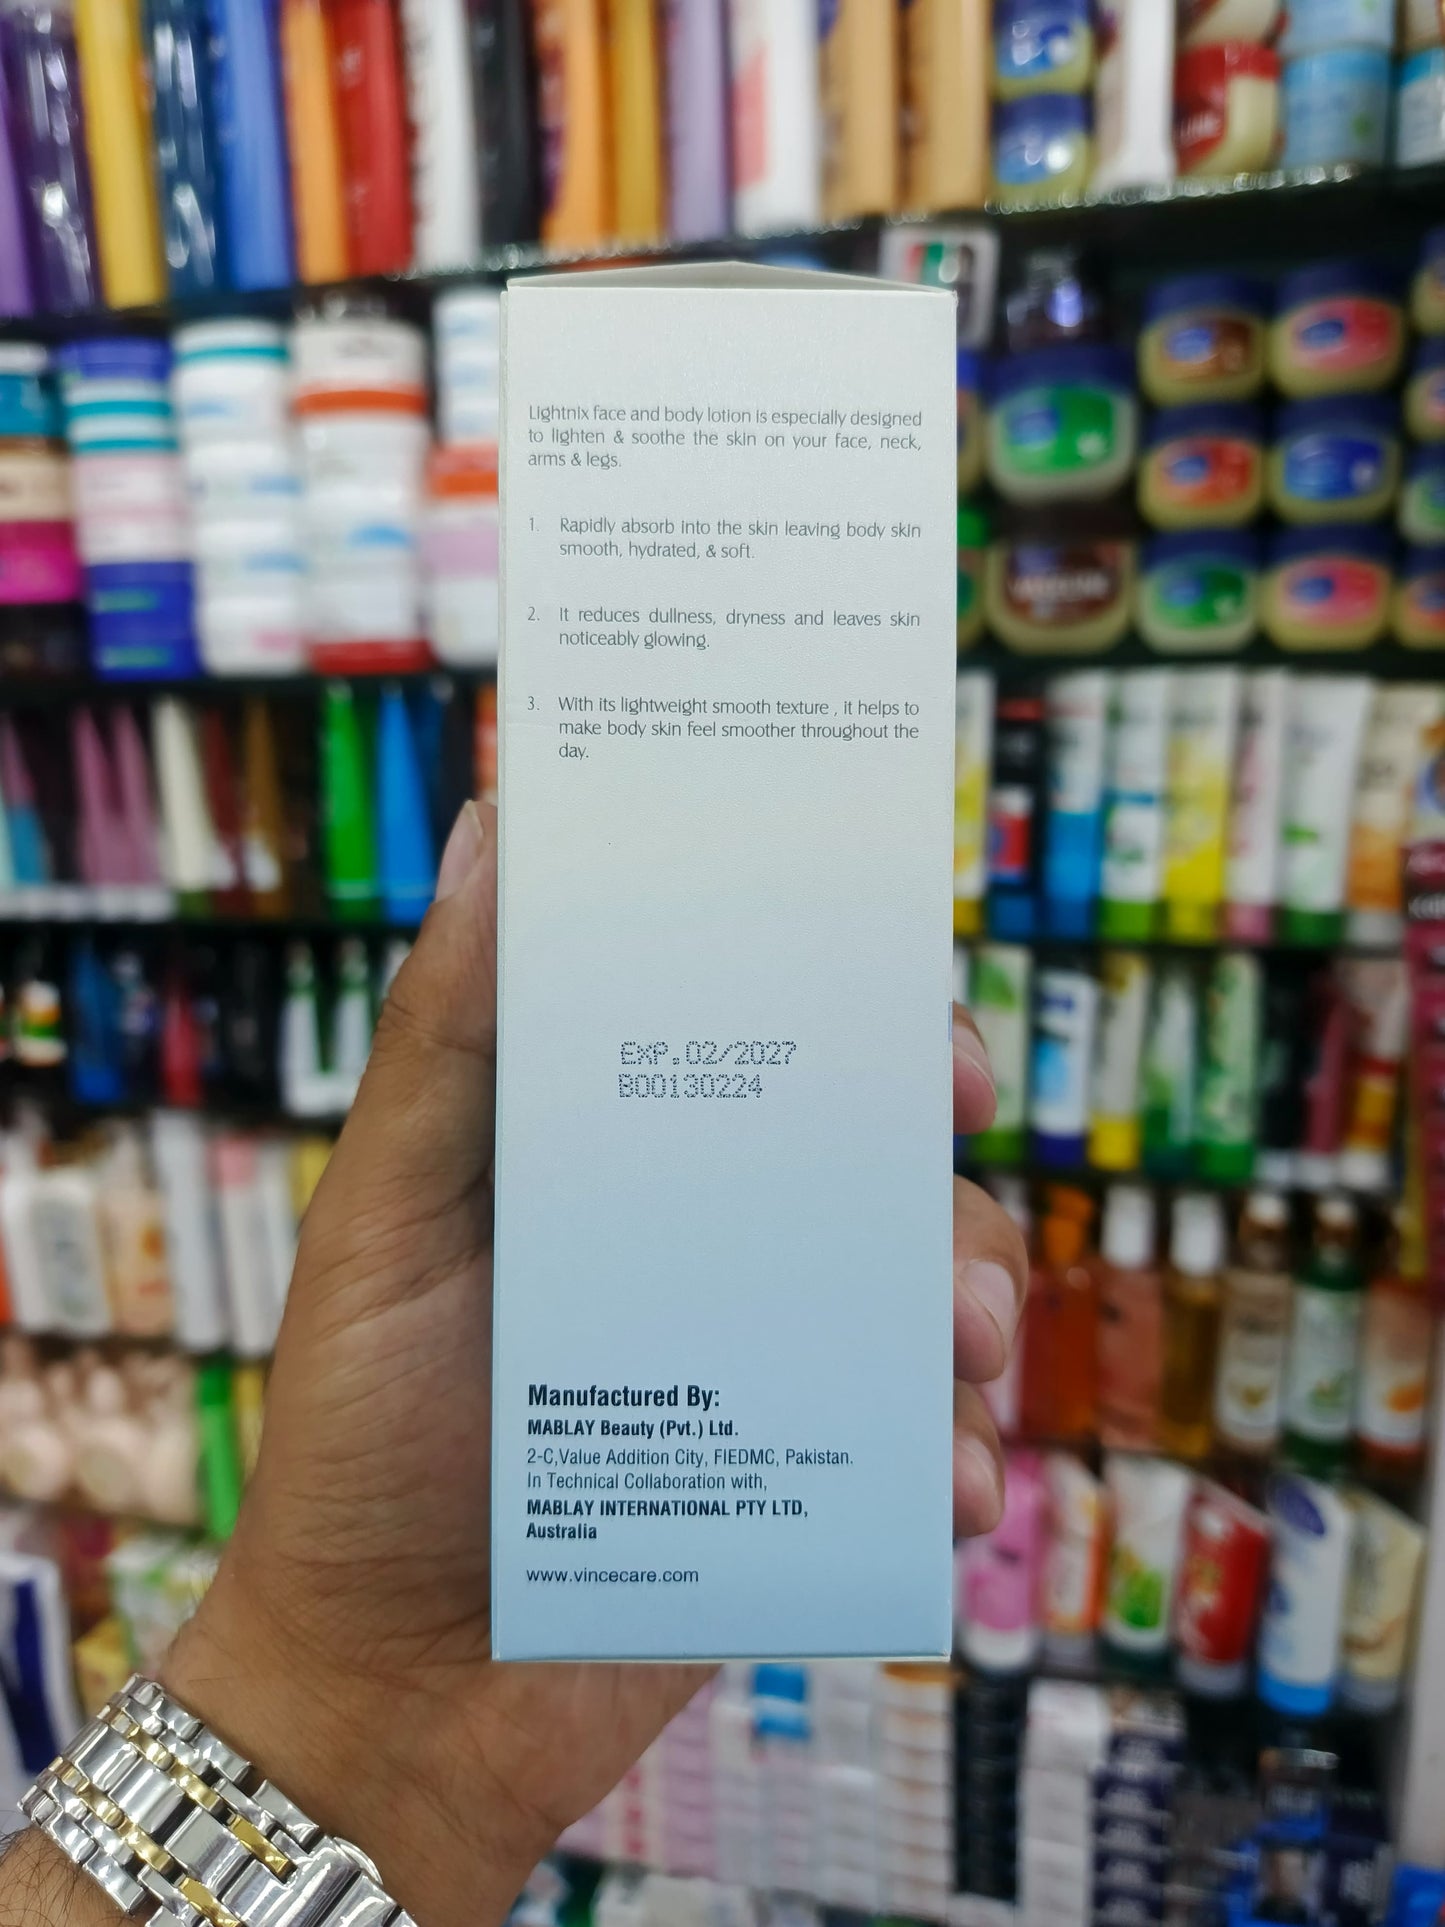 Lightnix face and body lotion is especially designed
to lighten & soothe the skin on your face, neck,
arms & legs.
1. Rapidly absorb into the skin leaving body skin
smooth, hydrated, & soft.
2. It reduces dullness, dryness and leaves skin
noticeably glowing.
3. With its lightweight smooth texture , it helps to
make body skin feel smoother throughout the
day.
EXP.02/2027
B00130224
Manufactured By:
MABLAY Beauty (Pvt.) Ltd.
2-C,Value Addition City, FIEDMC, Pakistan.
In Technical Collaboration with,
MABLAY INTERNATIONAL PTY LTD,
Australia
www.vincecare.com